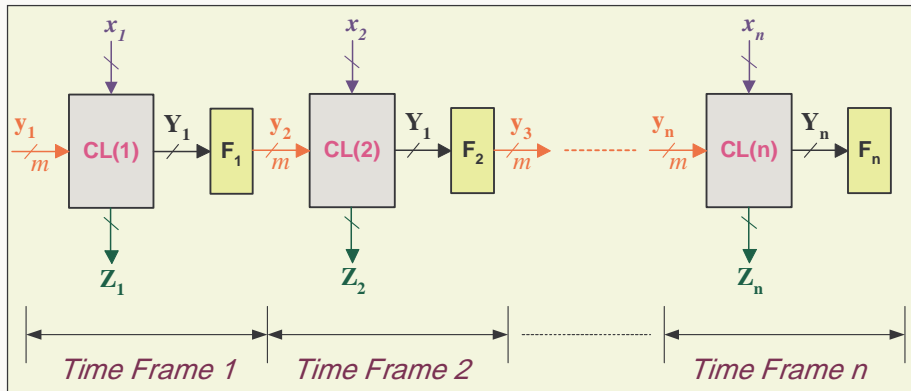 x1 x2 xn
y1 CL(1) Y1 F1 y2 CL(2) Y1 F2 y3 yn CL(n) Yn Fn
m m m m
Z1 Z2 Zn
Time Frame 1 Time Frame 2 Time Frame n